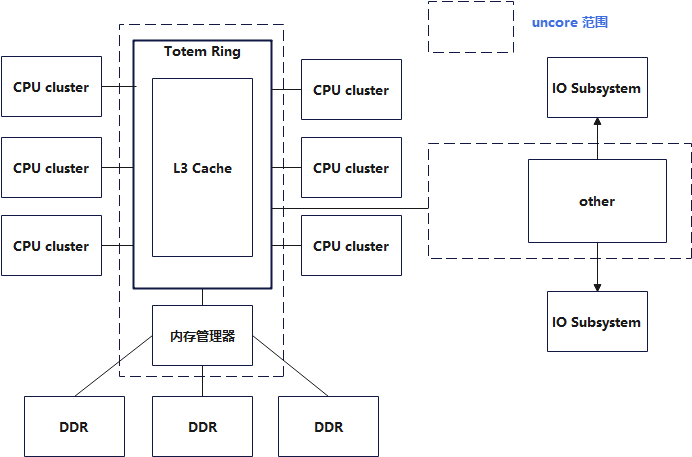 uncore 范围
Totem Ring
CPU cluster
CPU cluster
IO Subsystem
CPU cluster
L3 Cache
CPU cluster
other
CPU cluster
CPU cluster
IO Subsystem
内存管理器
DDR
DDR
DDR